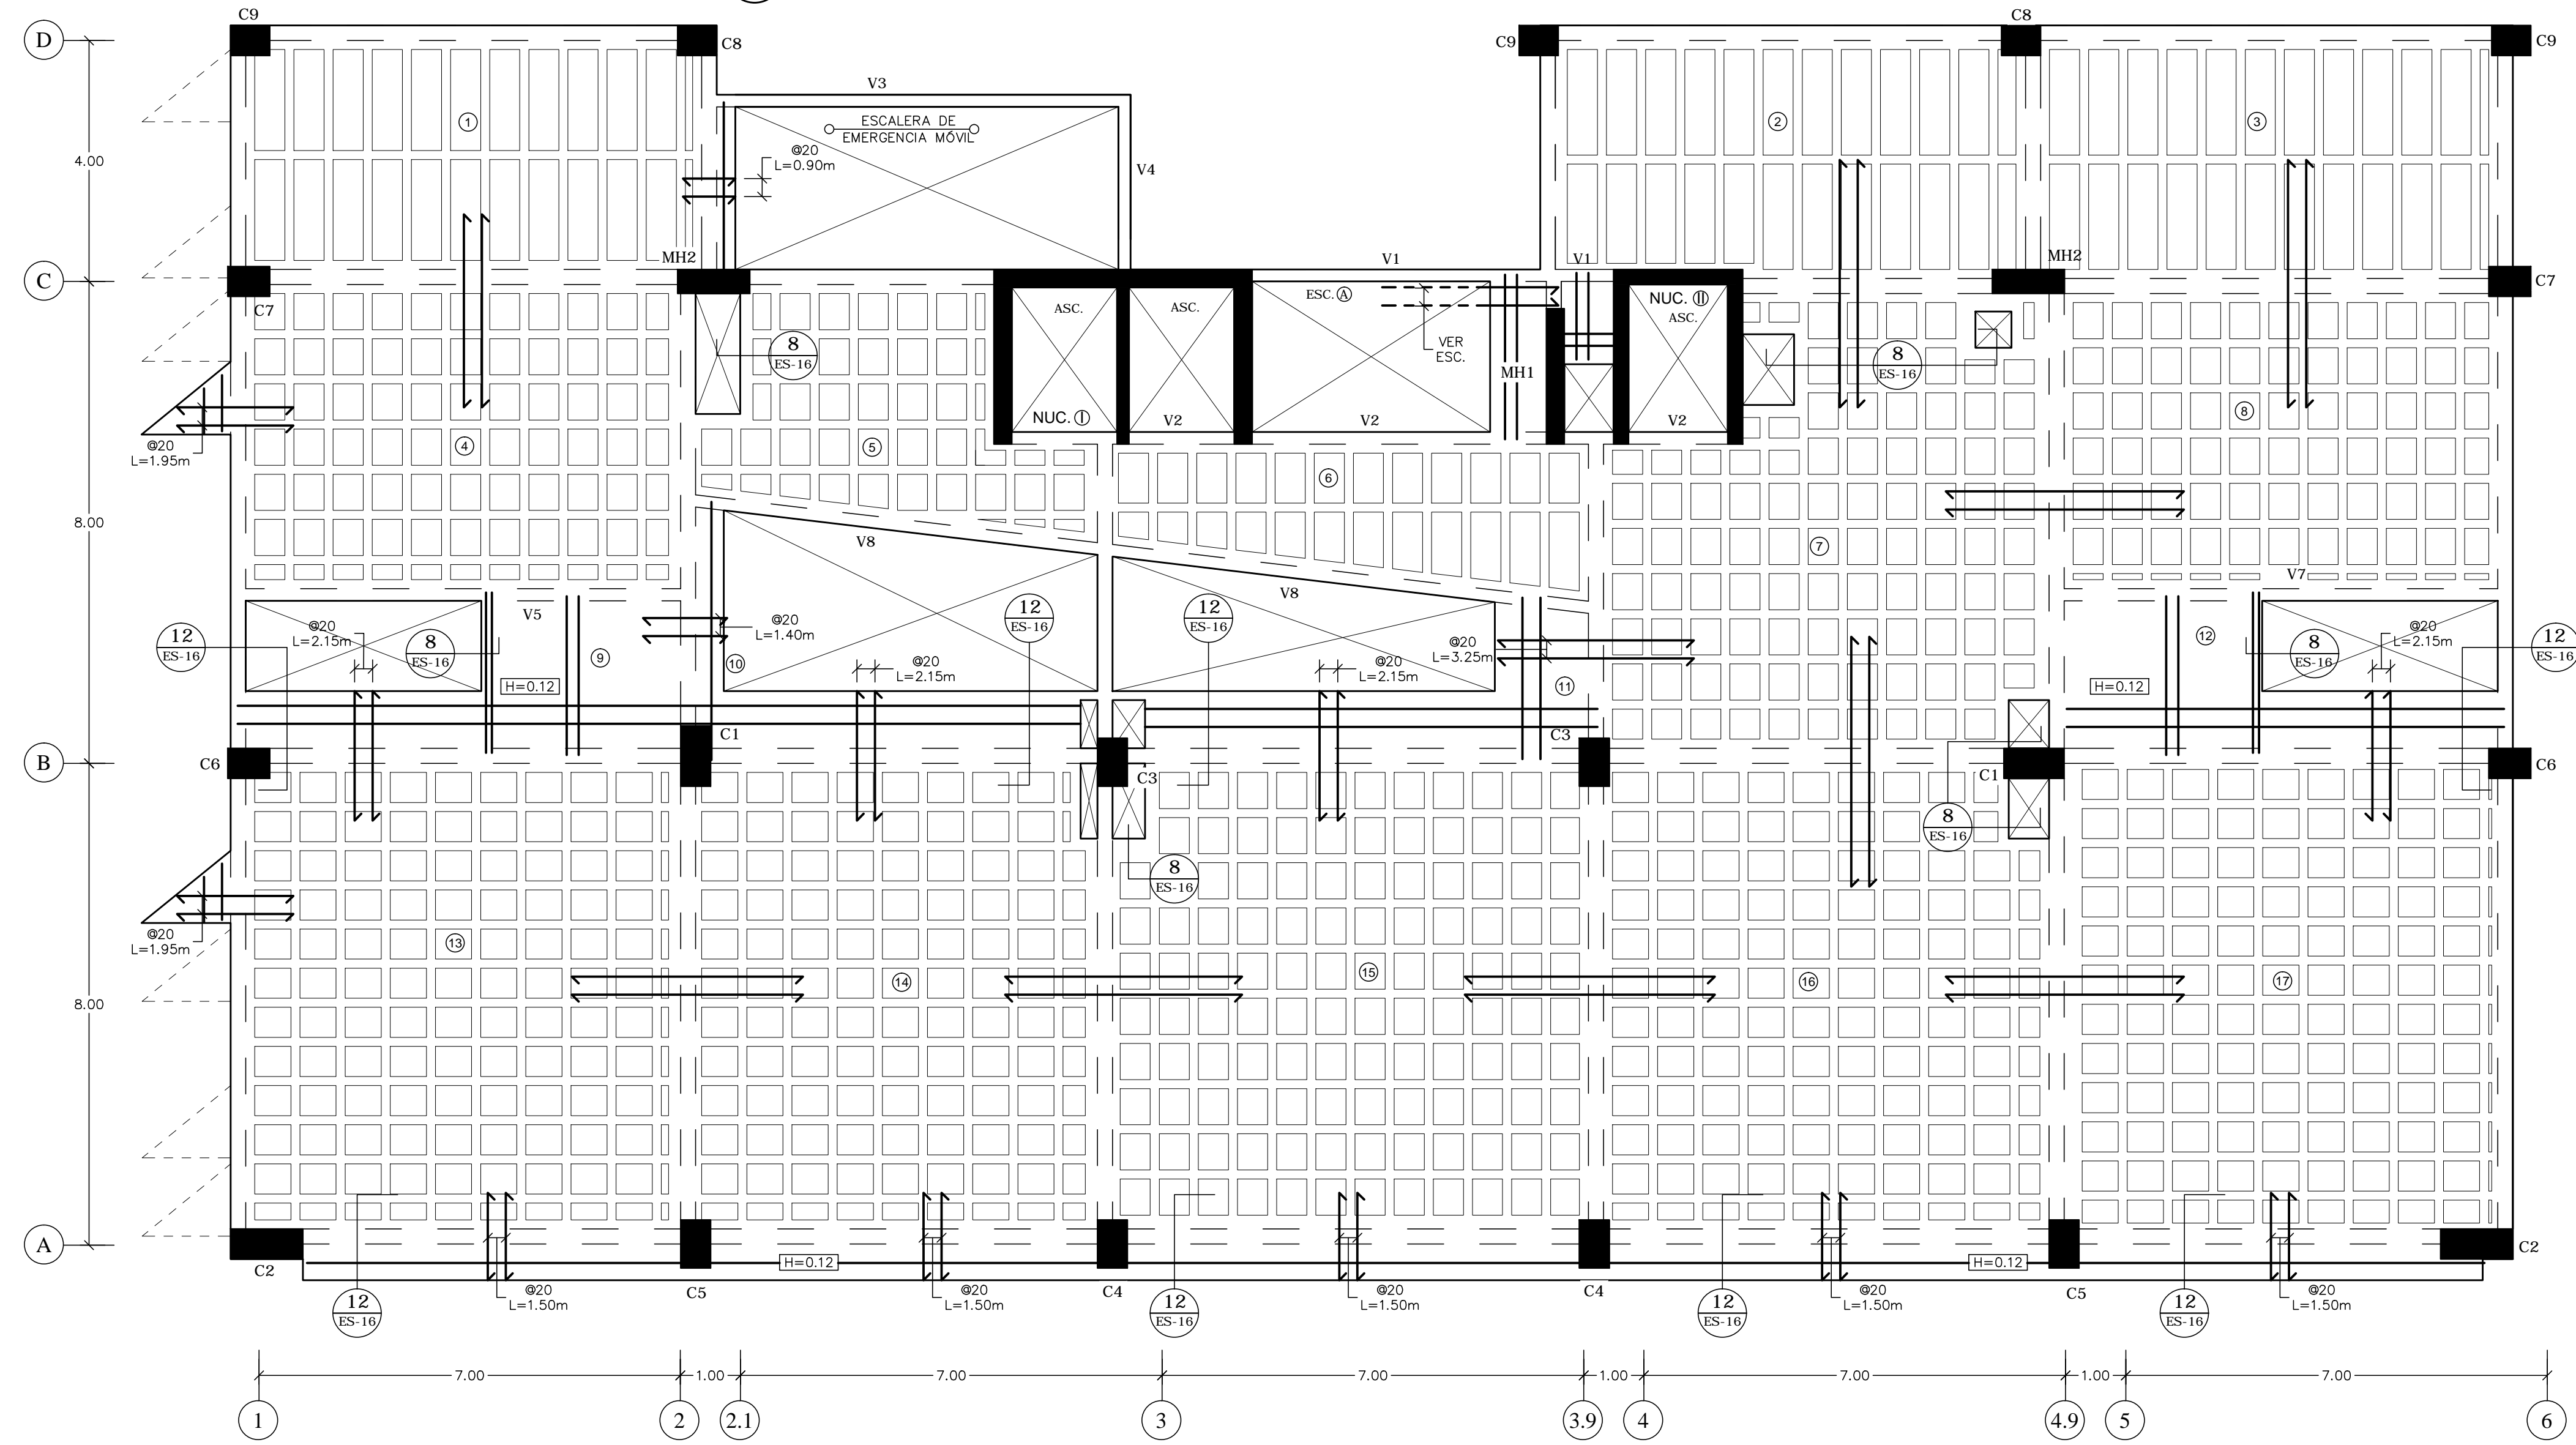 C9
C8
D
C8
C9
C9
V3
ESCALERA DE
EMERGENCIA MÓVIL
1
2
3
@20
L=0.90m
4.00
V4
MH2
V1
V1
MH2
C
C7
C7
ESC. A
NUC. II
ASC.
ASC.
ASC.
VER
ESC.
8
ES-16
8
ES-16
MH1
NUC. I
V2
V2
V2
8
4
5
@20
L=1.95m
6
8.00
V8
7
V7
V8
V5
@20
L=2.15m
@20
L=1.40m
12
ES-16
12
ES-16
12
ES-16
8
ES-16
9
10
@20
L=2.15m
@20
L=2.15m
@20
L=3.25m
12
8
ES-16
@20
L=2.15m
12
ES-16
H=0.12
11
H=0.12
C1
C3
B
C6
C3
C1
C6
8
ES-16
8
ES-16
@20
L=1.95m
13
14
15
16
17
8.00
A
C2
H=0.12
H=0.12
C2
C5
C4
C4
C5
12
ES-16
@20
L=1.50m
@20
L=1.50m
12
ES-16
@20
L=1.50m
12
ES-16
@20
L=1.50m
12
ES-16
@20
L=1.50m
7.00
1.00
7.00
7.00
1.00
7.00
1.00
7.00
1
2
2.1
3
3.9
4
4.9
5
6